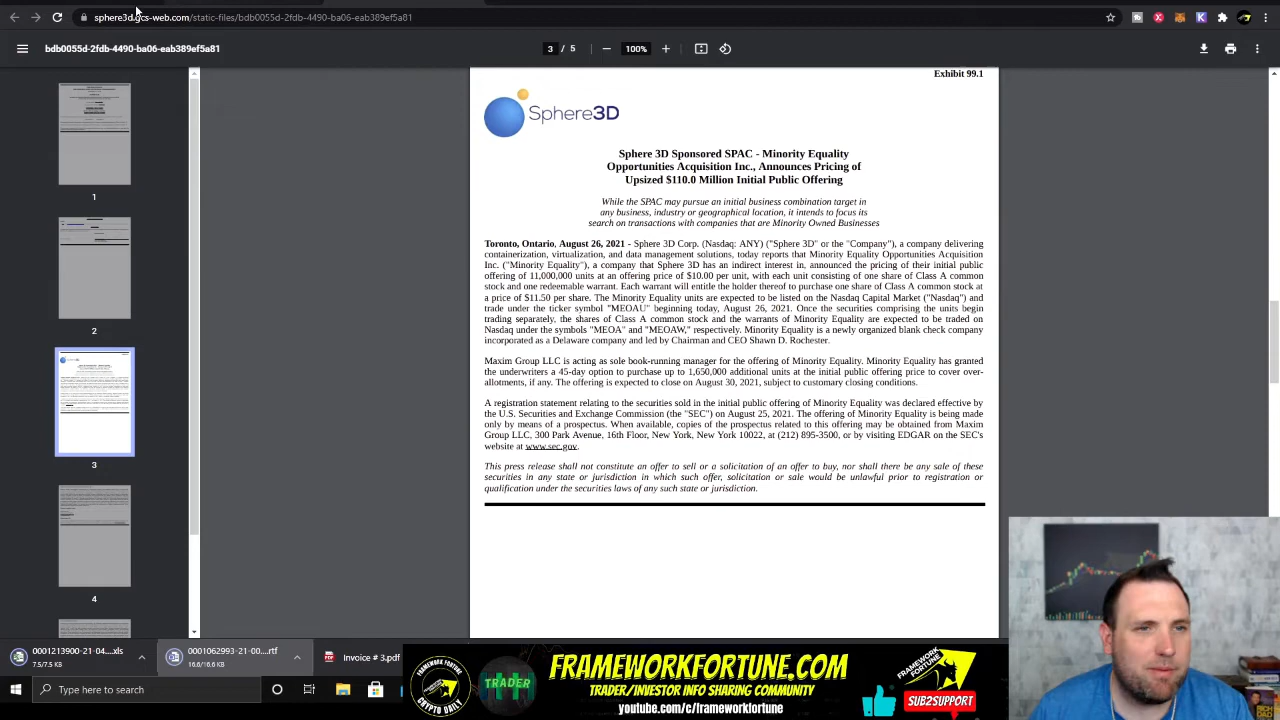 sphere3d.gcs-web.com/static-files/bdb0055d-2fdb-4490-ba06-eab389ef5a81
bdb0055d-2fdb-4490-ba06-eab389ef5a81
3 / 5
100%
1
2
3
4
Exhibit 99.1
Sphere3D
Sphere 3D Sponsored SPAC - Minority Equality
Opportunities Acquisition Inc., Announces Pricing of
Upsized $110.0 Million Initial Public Offering
While the SPAC may pursue an initial business combination target in
any business, industry or geographical location, it intends to focus its
search on transactions with companies that are Minority Owned Businesses
Toronto, Ontario, August 26, 2021 - Sphere 3D Corp. (Nasdaq: ANY) ("Sphere 3D" or the "Company"), a company delivering
containerization, virtualization, and data management solutions, today reports that Minority Equality Opportunities Acquisition
Inc. ("Minority Equality"), a company that Sphere 3D has an indirect interest in, announced the pricing of their initial public
offering of 11,000,000 units at an offering price of $10.00 per unit, with each unit consisting of one share of Class A common
stock and one redeemable warrant. Each warrant will entitle the holder thereof to purchase one share of Class A common stock at
a price of $11.50 per share. The Minority Equality units are expected to be listed on the Nasdaq Capital Market ("Nasdaq") and
trade under the ticker symbol "MEOAU" beginning today, August 26, 2021. Once the securities comprising the units begin
trading separately, the shares of Class A common stock and the warrants of Minority Equality are expected to be traded on
Nasdaq under the symbols "MEOA" and "MEOAW," respectively. Minority Equality is a newly organized blank check company
incorporated as a Delaware company and led by Chairman and CEO Shawn D. Rochester.
Maxim Group LLC is acting as sole book-running manager for the offering of Minority Equality. Minority Equality has granted
the underwriters a 45-day option to purchase up to 1,650,000 additional units at the initial public offering price to cover over-
allotments, if any. The offering is expected to close on August 30, 2021, subject to customary closing conditions.
A registration statement relating to the securities sold in the initial public offering of Minority Equality was declared effective by
the U.S. Securities and Exchange Commission (the "SEC") on August 25, 2021. The offering of Minority Equality is being made
only by means of a prospectus. When available, copies of the prospectus related to this offering may be obtained from Maxim
Group LLC, 300 Park Avenue, 16th Floor, New York, New York 10022, at (212) 895-3500, or by visiting EDGAR on the SEC's
website at www.sec.gov.
This press release shall not constitute an offer to sell or a solicitation of an offer to buy, nor shall there be any sale of these
securities in any state or jurisdiction in which such offer, solicitation or sale would be unlawful prior to registration or
qualification under the securities laws of any such state or jurisdiction.
0001213900-21-04....xls
7.5/7.5 KB
0001062993-21-00....rtf
16.6/16.6 KB
Invoice # 3.pdf
Type here to search
TRADER
FRAMEWORKFORTUNE.COM
TRADER/INVESTOR INFO SHARING COMMUNITY
youtube.com/c/frameworkfortune
FRAMEWORK
FORTUNE
SUB2SUPPORT
RICH
DAD